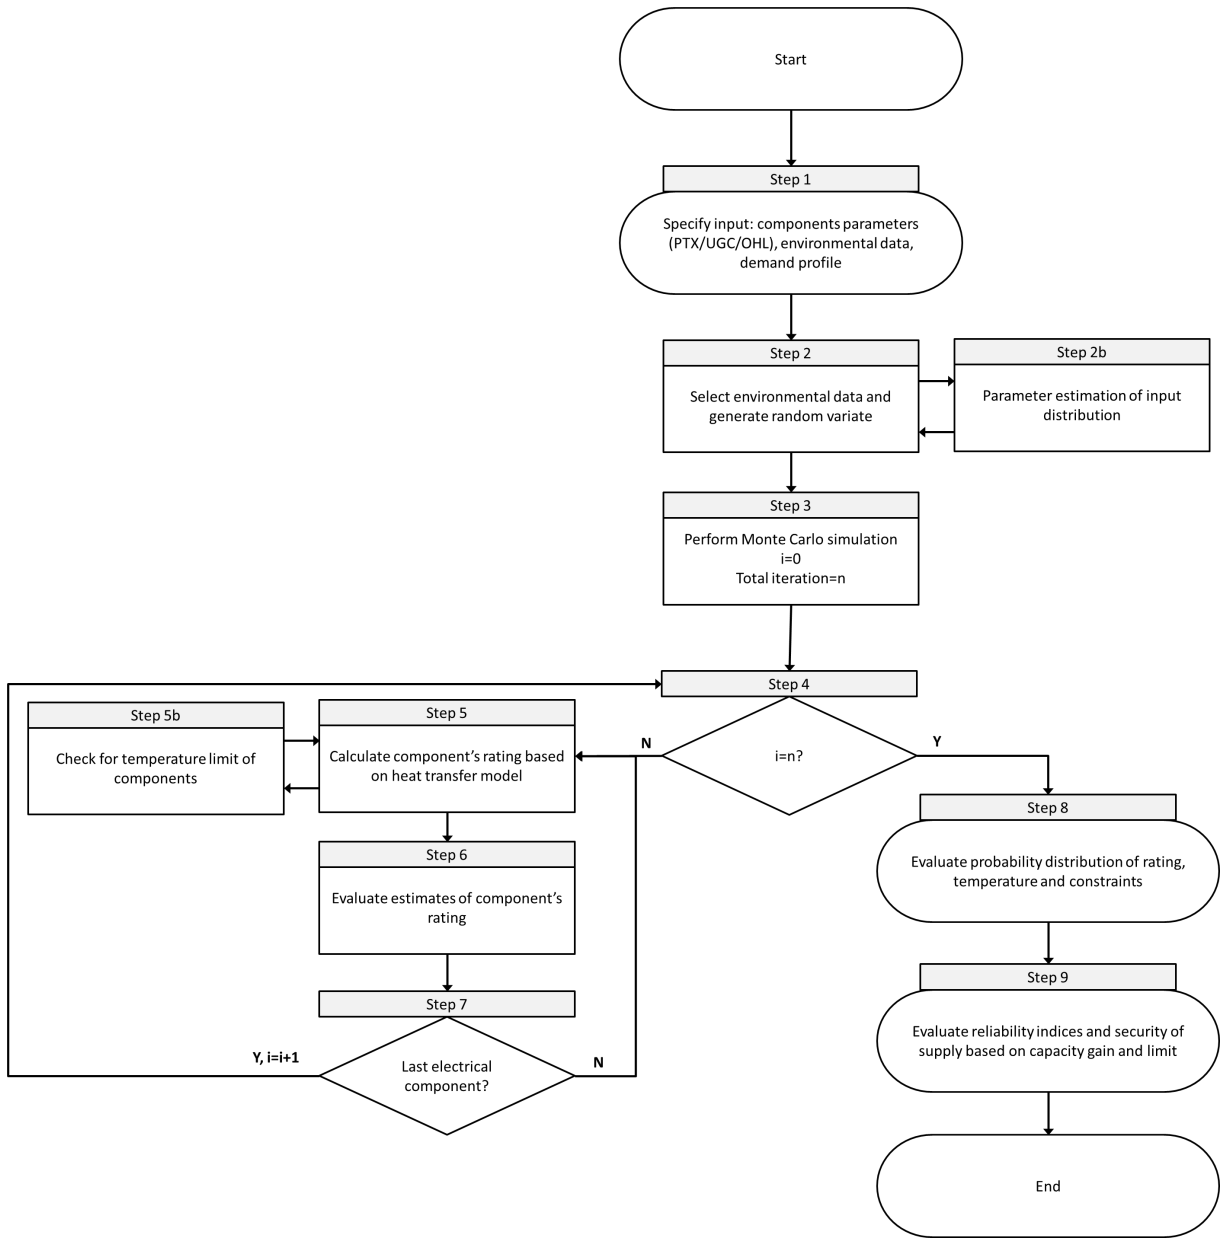 Start
Step 1
Specify input: components parameters
(PTX/UGC/OHL), environmental data,
demand profile
Step 2
Select environmental data and
generate random variate
Step 2b
Parameter estimation of input
distribution
Step 3
Perform Monte Carlo simulation
i=0
Total iteration=n
Step 4
i=n?
N
Y
Step 5b
Check for temperature limit of
components
Step 5
Calculate component’s rating based
on heat transfer model
Step 6
Evaluate estimates of component’s
rating
Step 7
Last electrical
component?
Y, i=i+1
N
Step 8
Evaluate probability distribution of rating,
temperature and constraints
Step 9
Evaluate reliability indices and security of
supply based on capacity gain and limit
End